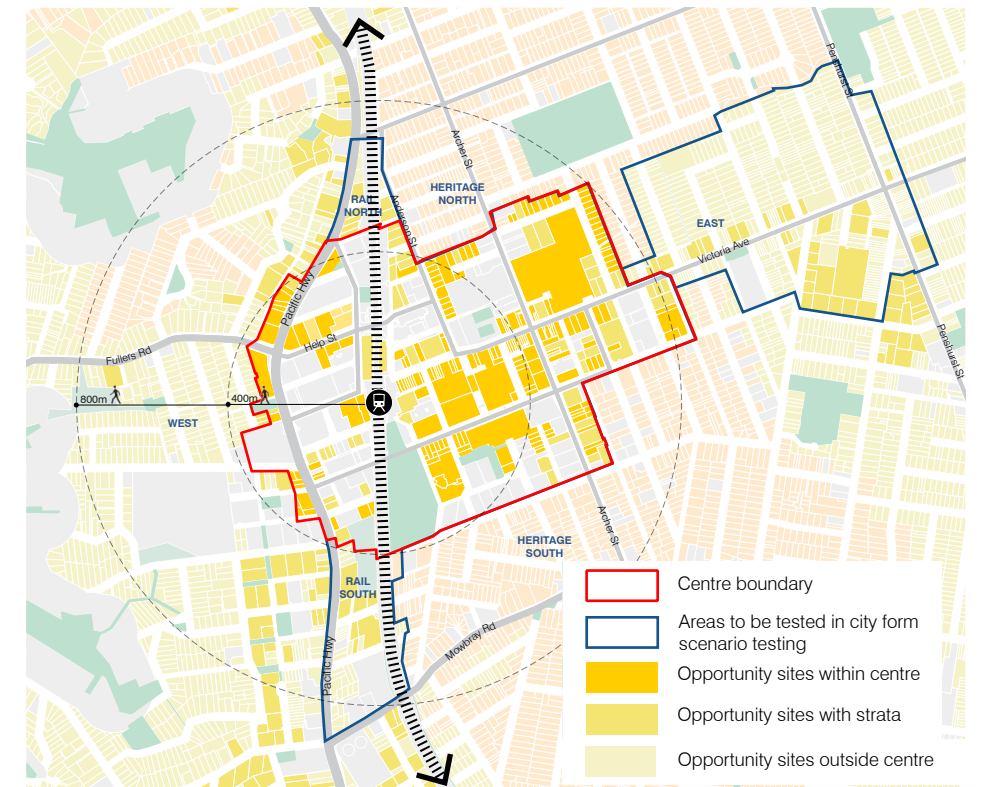 Penshurst St
Archer St
HERITAGE
NORTH
RAIL
NORTH
Anderson St
EAST
Victoria Ave
Pacific Hwy
Help St
Fullers Rd
Penshurst St
800m
400m
WEST
Archer St
HERITAGE
SOUTH
RAIL
SOUTH
Mowbray Rd
Pacific Hwy
Centre boundary
Areas to be tested in city form
scenario testing
Opportunity sites within centre
Opportunity sites with strata
Opportunity sites outside centre